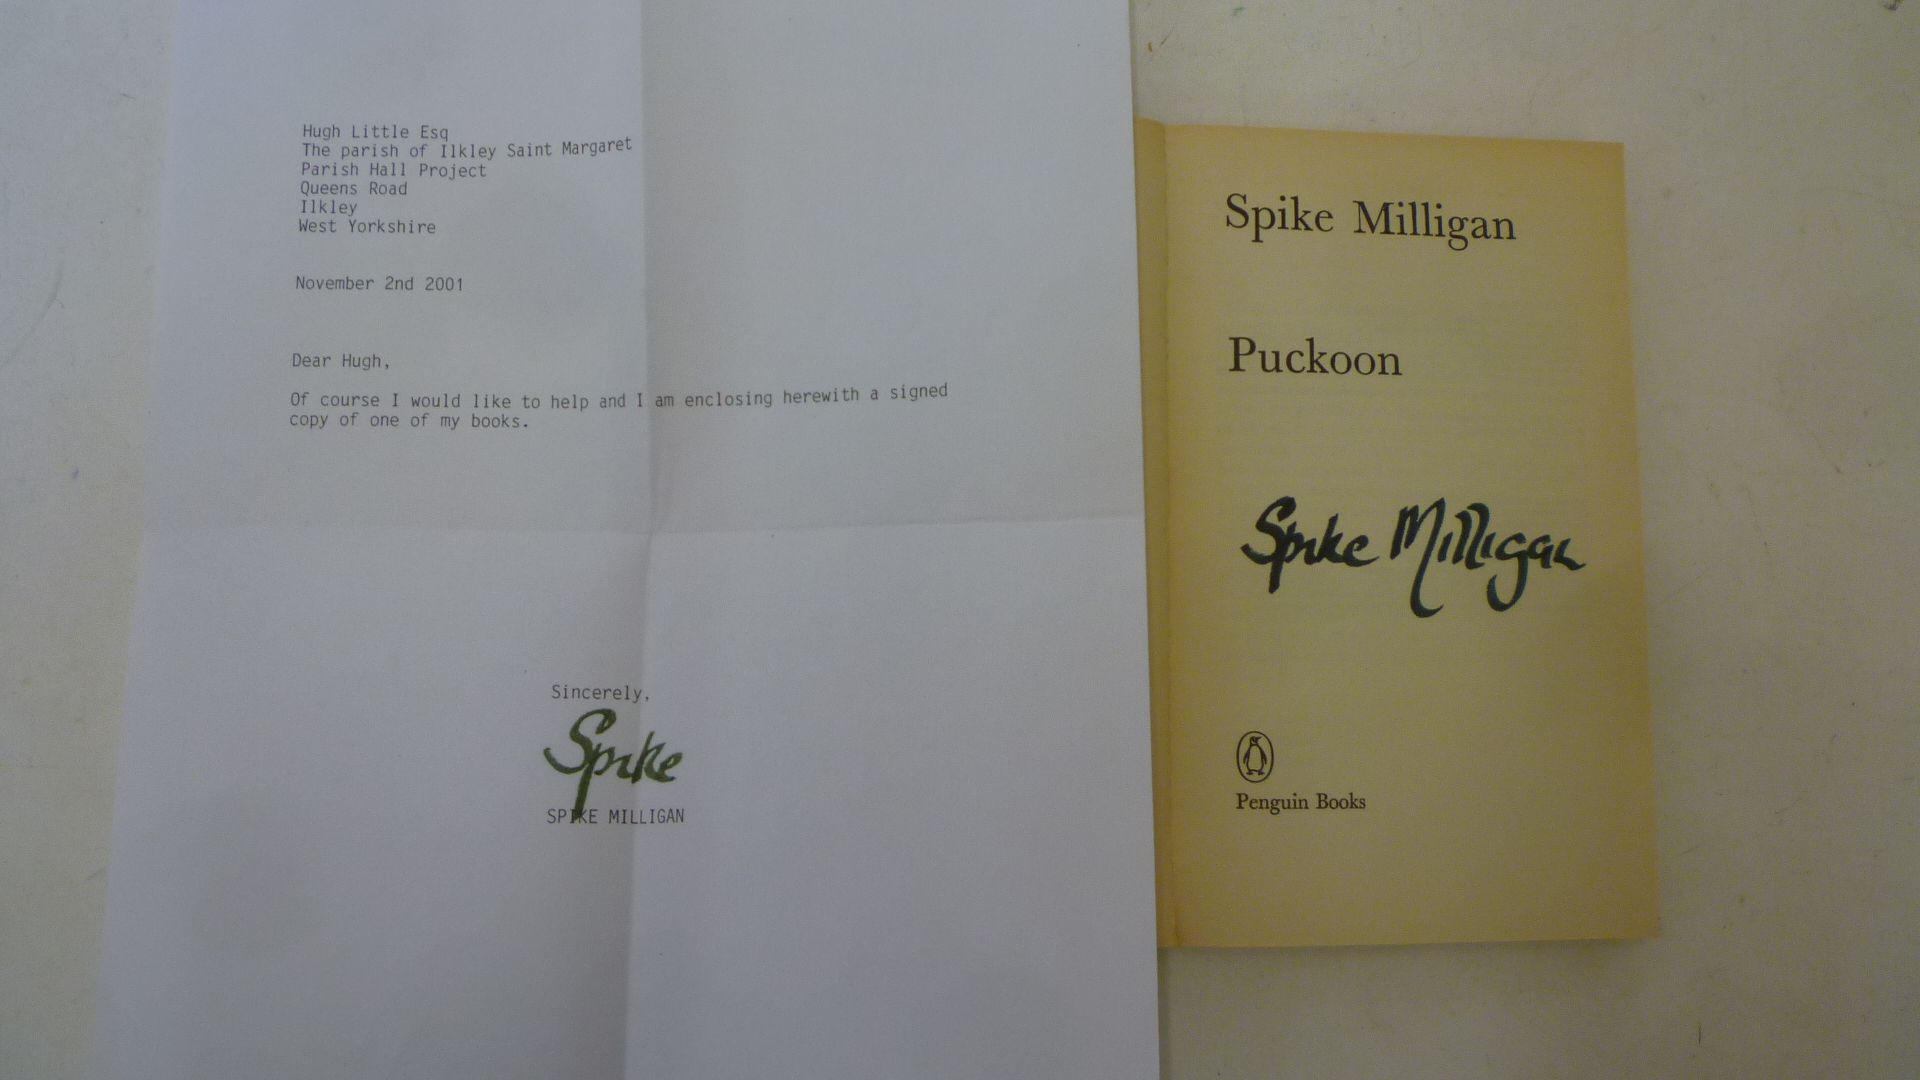 Hugh Little Esq
The parish of Ilkley Saint Margaret
Parish Hall Project
Queens Road
Ilkley
West Yorkshire
November 2nd 2001
Dear Hugh,
Of course I would like to help and I am enclosing herewith a signed
copy of one of my books.
Sincerely,
Spike
SPIKE MILLIGAN
Spike Milligan
Puckoon
Spike Milligan
Penguin Books